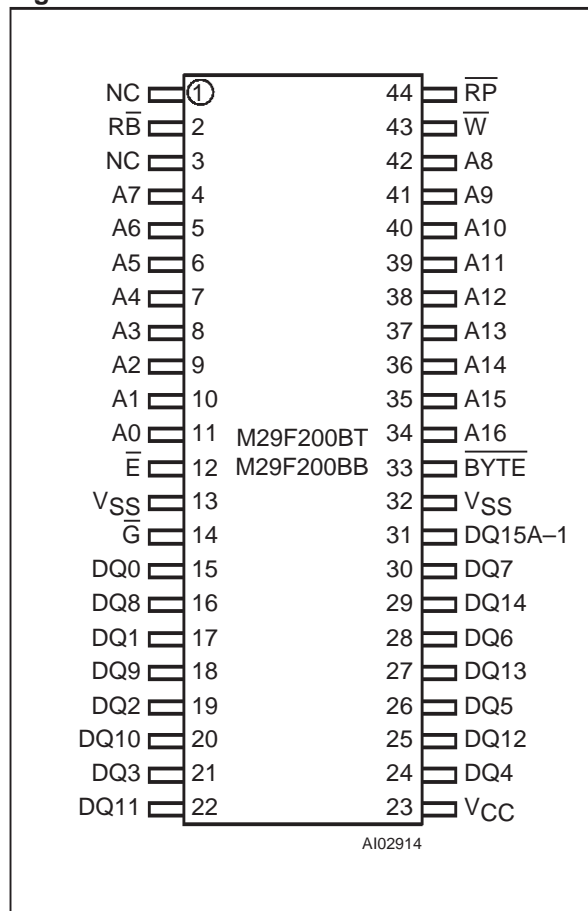 NC 1 44 R̅P̅
RB̅ 2 43 W̅
NC 3 42 A8
A7 4 41 A9
A6 5 40 A10
A5 6 39 A11
A4 7 38 A12
A3 8 37 A13
A2 9 36 A14
A1 10 35 A15
A0 11 M29F200BT 34 A16
E̅ 12 M29F200BB 33 B̅Y̅T̅E̅
VSS 13 32 VSS
G̅ 14 31 DQ15A–1
DQ0 15 30 DQ7
DQ8 16 29 DQ14
DQ1 17 28 DQ6
DQ9 18 27 DQ13
DQ2 19 26 DQ5
DQ10 20 25 DQ12
DQ3 21 24 DQ4
DQ11 22 23 VCC
AI02914